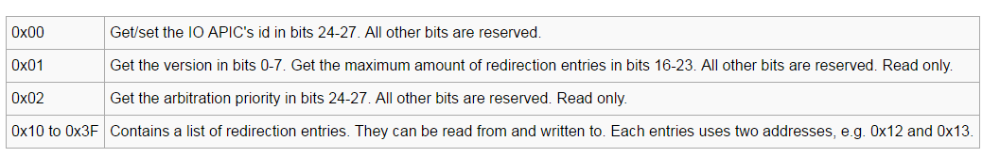 0x00 Get/set the IO APIC's id in bits 24-27. All other bits are reserved.
0x01 Get the version in bits 0-7. Get the maximum amount of redirection entries in bits 16-23. All other bits are reserved. Read only.
0x02 Get the arbitration priority in bits 24-27. All other bits are reserved. Read only.
0x10 to 0x3F Contains a list of redirection entries. They can be read from and written to. Each entries uses two addresses, e.g. 0x12 and 0x13.